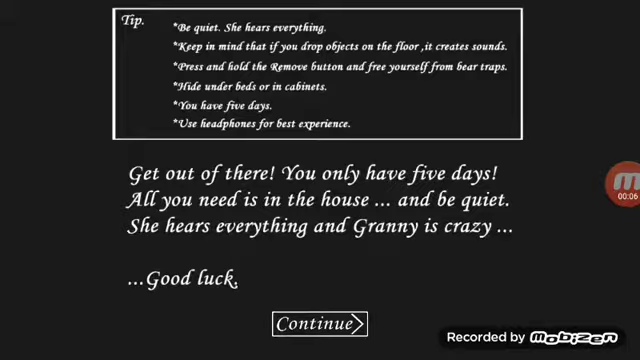 Tip.
*Be quiet. She hears everything.
*Keep in mind that if you drop objects on the floor ,it creates sounds.
*Press and hold the Remove button and free yourself from bear traps.
*Hide under beds or in cabinets.
*You have five days.
*Use headphones for best experience.
Get out of there! You only have five days!
All you need is in the house ... and be quiet.
She hears everything and Granny is crazy ...
...Good luck.
Continue
00:06
Recorded by mobizen